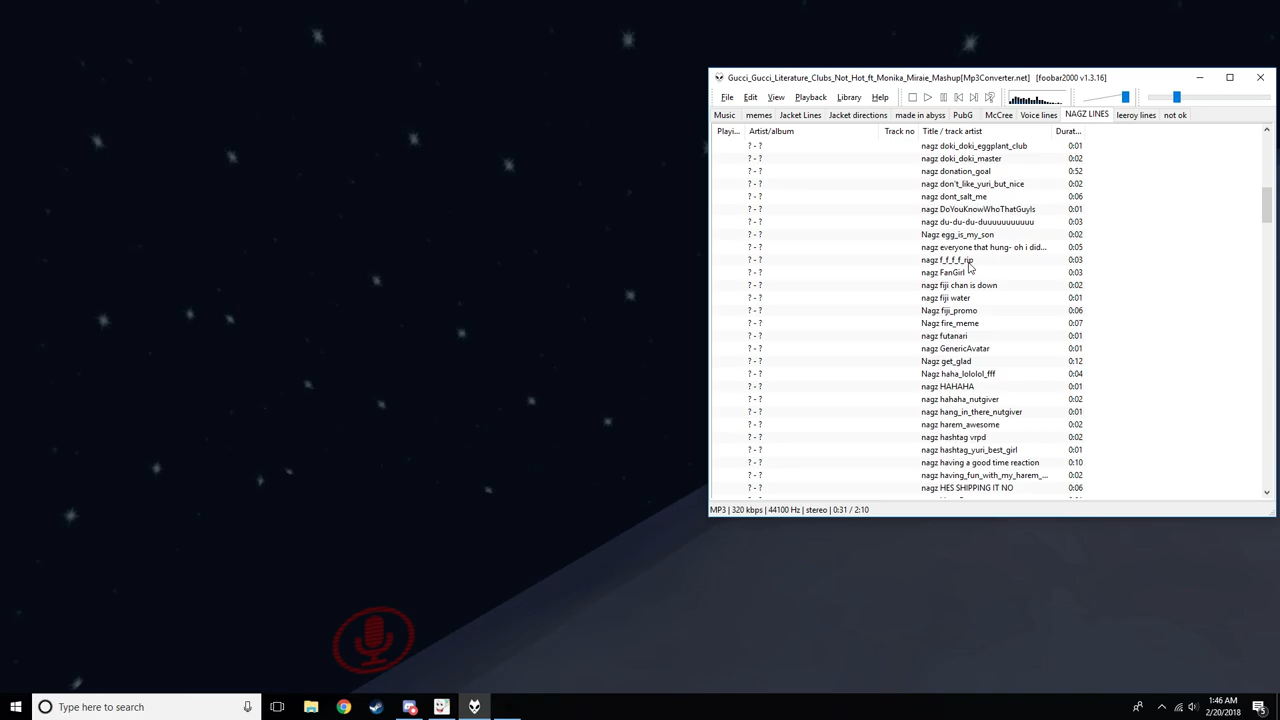 Gucci_Gucci_Literature_Clubs_Not_Hot_ft_Monika_Miraie_Mashup[Mp3Converter.net] [foobar2000 v1.3.16]
File Edit View Playback Library Help
Music memes Jacket Lines Jacket directions made in abyss PubG McCree Voice lines NAGZ LINES leeroy lines not ok
Playi... Artist/album Track no Title / track artist Durat...
? - ? nagz doki_doki_eggplant_club 0:01
? - ? nagz doki_doki_master 0:02
? - ? nagz donation_goal 0:52
? - ? nagz don't_like_yuri_but_nice 0:02
? - ? nagz dont_salt_me 0:06
? - ? nagz DoYouKnowWhoThatGuyIs 0:01
? - ? nagz du-du-du-duuuuuuuuuuu 0:03
? - ? Nagz egg_is_my_son 0:02
? - ? nagz everyone that hung- oh i did... 0:05
? - ? nagz f_f_f_f_rip 0:03
? - ? nagz FanGirl 0:03
? - ? nagz fiji chan is down 0:02
? - ? nagz fiji water 0:01
? - ? Nagz fiji_promo 0:06
? - ? Nagz fire_meme 0:07
? - ? nagz futanari 0:01
? - ? nagz GenericAvatar 0:01
? - ? Nagz get_glad 0:12
? - ? Nagz haha_lololol_fff 0:04
? - ? nagz HAHAHA 0:01
? - ? nagz hahaha_nutgiver 0:02
? - ? nagz hang_in_there_nutgiver 0:01
? - ? nagz harem_awesome 0:02
? - ? nagz hashtag vrpd 0:02
? - ? nagz hashtag_yuri_best_girl 0:01
? - ? nagz having a good time reaction 0:10
? - ? nagz having_fun_with_my_harem_... 0:02
? - ? nagz HES SHIPPING IT NO 0:06
MP3 | 320 kbps | 44100 Hz | stereo | 0:31 / 2:10
Type here to search
1:46 AM
2/20/2018
5